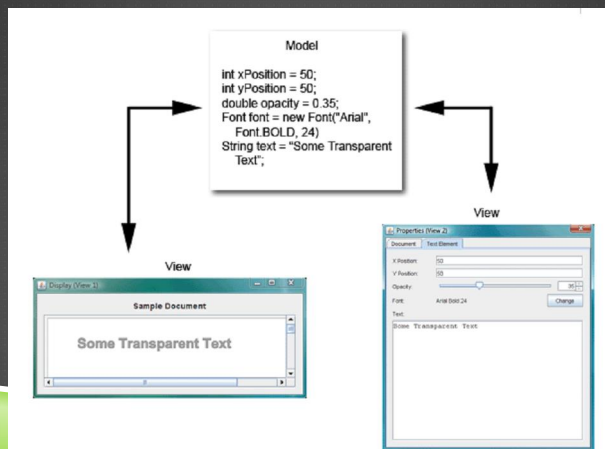 Model
int xPosition = 50;
int yPosition = 50;
double opacity = 0.35;
Font font = new Font("Arial",
Font.BOLD, 24)
String text = "Some Transparent
Text";
View
Display (View 1)
Sample Document
Some Transparent Text
View
Properties (View 2)
Document
Text Element
X Position:
50
Y Position:
50
Opacity:
35
Font:
Arial Bold 24
Change
Text:
Some Transparent Text